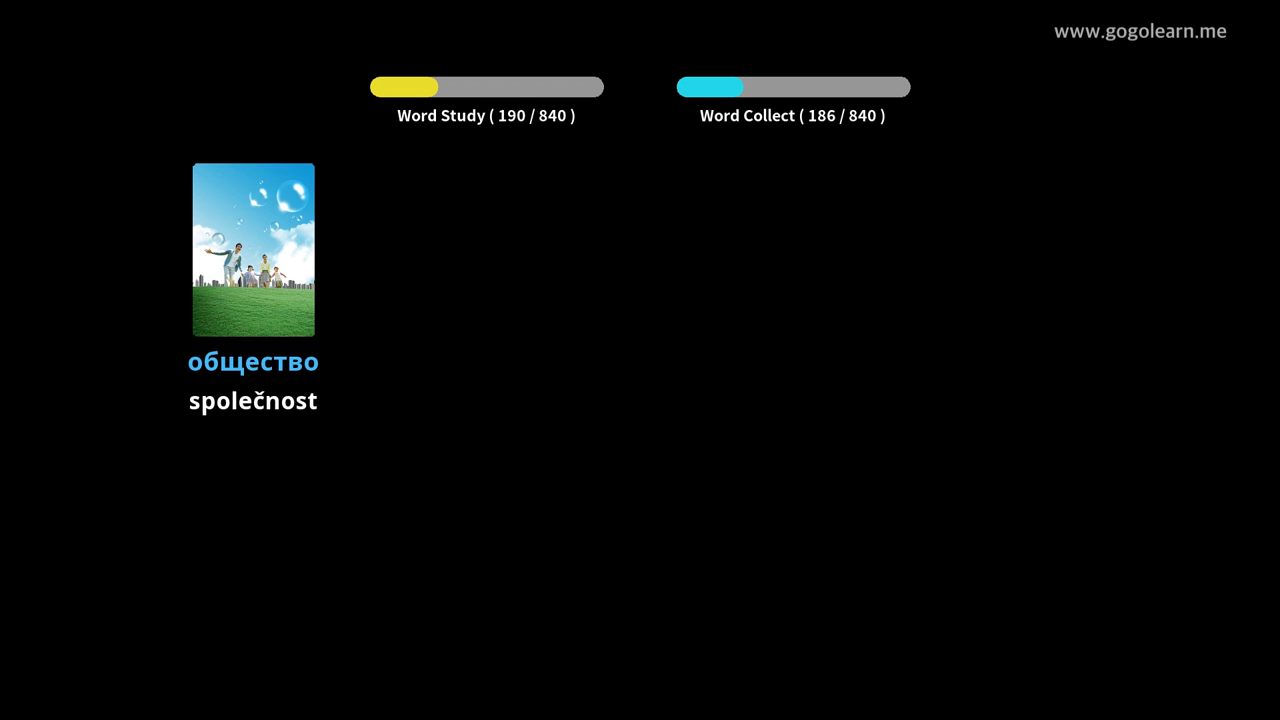 www.gogolearn.me
Word Study ( 190 / 840 )
Word Collect ( 186 / 840 )
общество
společnost